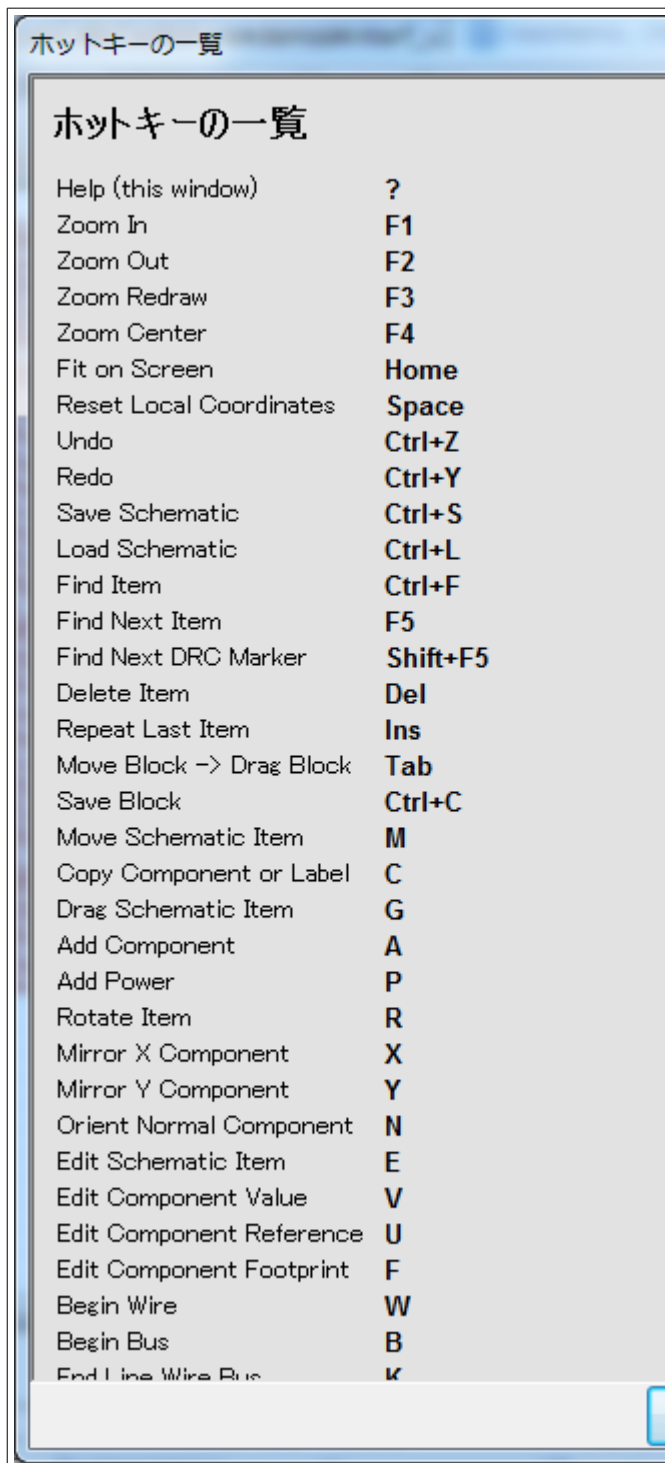 ホットキーの一覧
ホットキーの一覧
Help (this window) ?
Zoom In F1
Zoom Out F2
Zoom Redraw F3
Zoom Center F4
Fit on Screen Home
Reset Local Coordinates Space
Undo Ctrl+Z
Redo Ctrl+Y
Save Schematic Ctrl+S
Load Schematic Ctrl+L
Find Item Ctrl+F
Find Next Item F5
Find Next DRC Marker Shift+F5
Delete Item Del
Repeat Last Item Ins
Move Block -> Drag Block Tab
Save Block Ctrl+C
Move Schematic Item M
Copy Component or Label C
Drag Schematic Item G
Add Component A
Add Power P
Rotate Item R
Mirror X Component X
Mirror Y Component Y
Orient Normal Component N
Edit Schematic Item E
Edit Component Value V
Edit Component Reference U
Edit Component Footprint F
Begin Wire W
Begin Bus B
End Line Wire Bus K